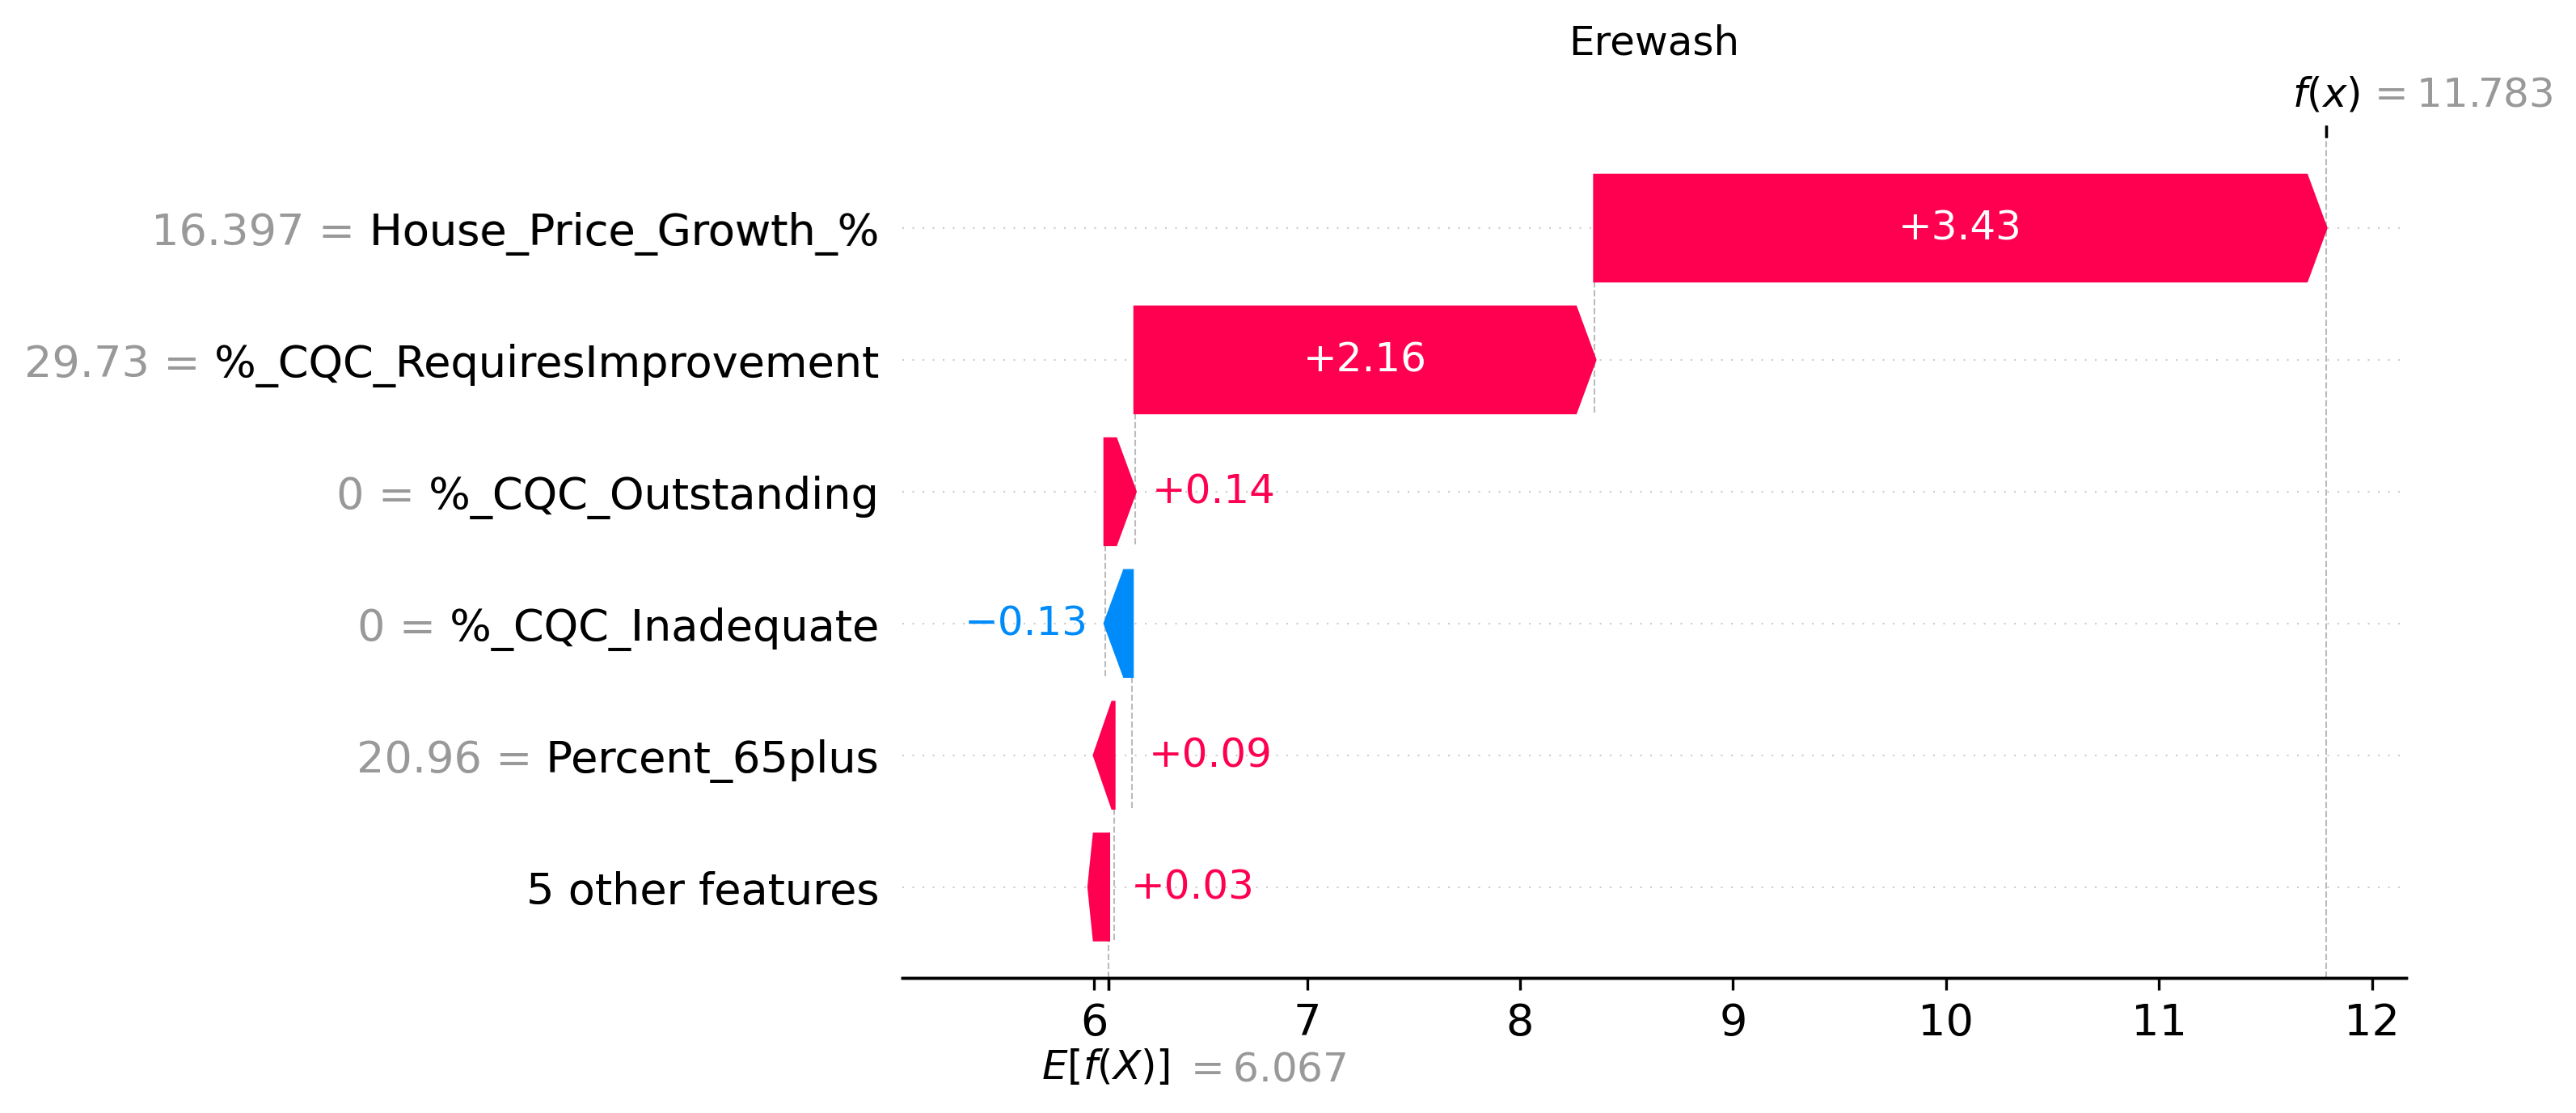 Erewash
f(x) = 11.783
16.397 = House_Price_Growth_% +3.43
29.73 = %_CQC_RequiresImprovement +2.16
0 = %_CQC_Outstanding +0.14
0 = %_CQC_Inadequate −0.13
20.96 = Percent_65plus +0.09
5 other features +0.03
6 7 8 9 10 11 12
E[f(X)] = 6.067